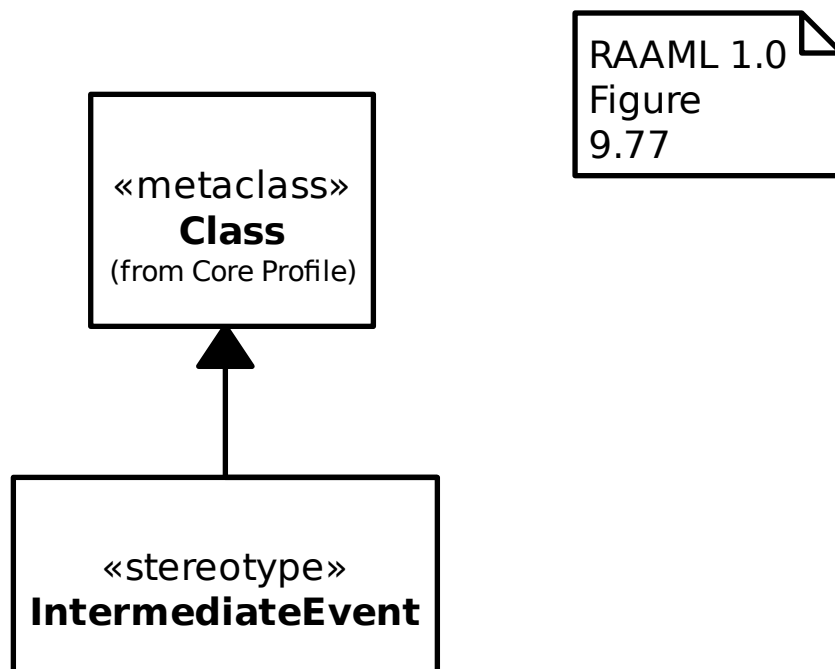 RAAML 1.0
Figure
9.77
«metaclass»
Class
(from Core Profile)
«stereotype»
IntermediateEvent